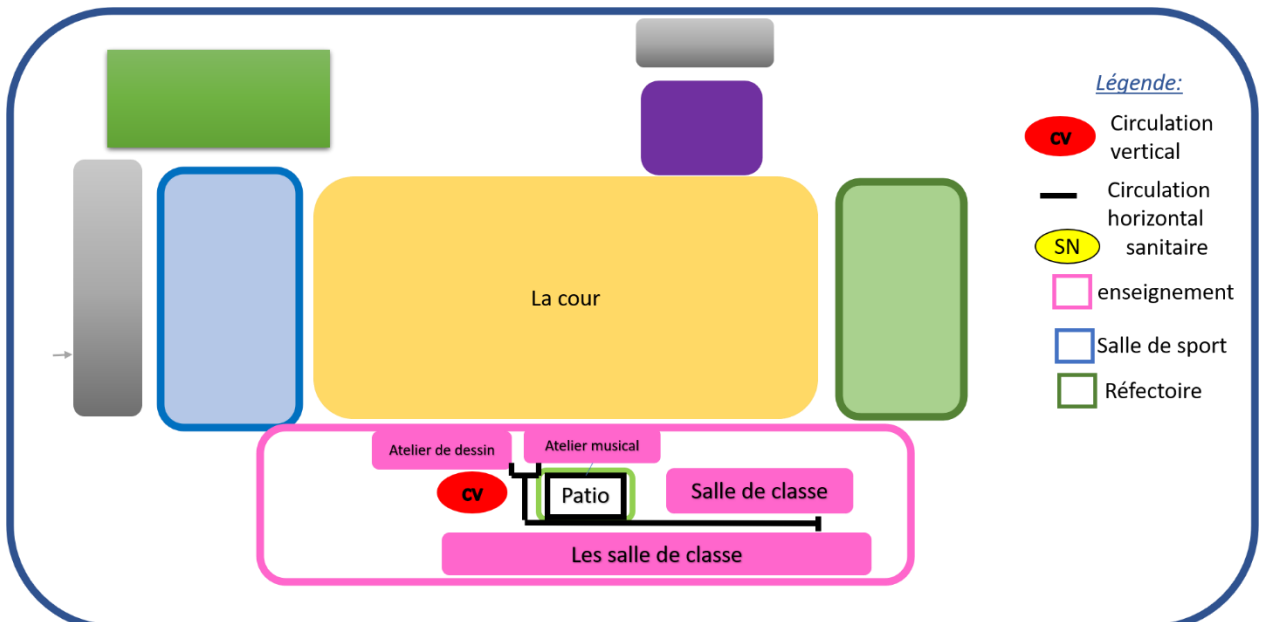 Légende:
CV
Circulation
vertical
Circulation
horizontal
SN
sanitaire
enseignement
Salle de sport
Réfectoire
La cour
Atelier de dessin
Atelier musical
CV
Patio
Salle de classe
Les salle de classe